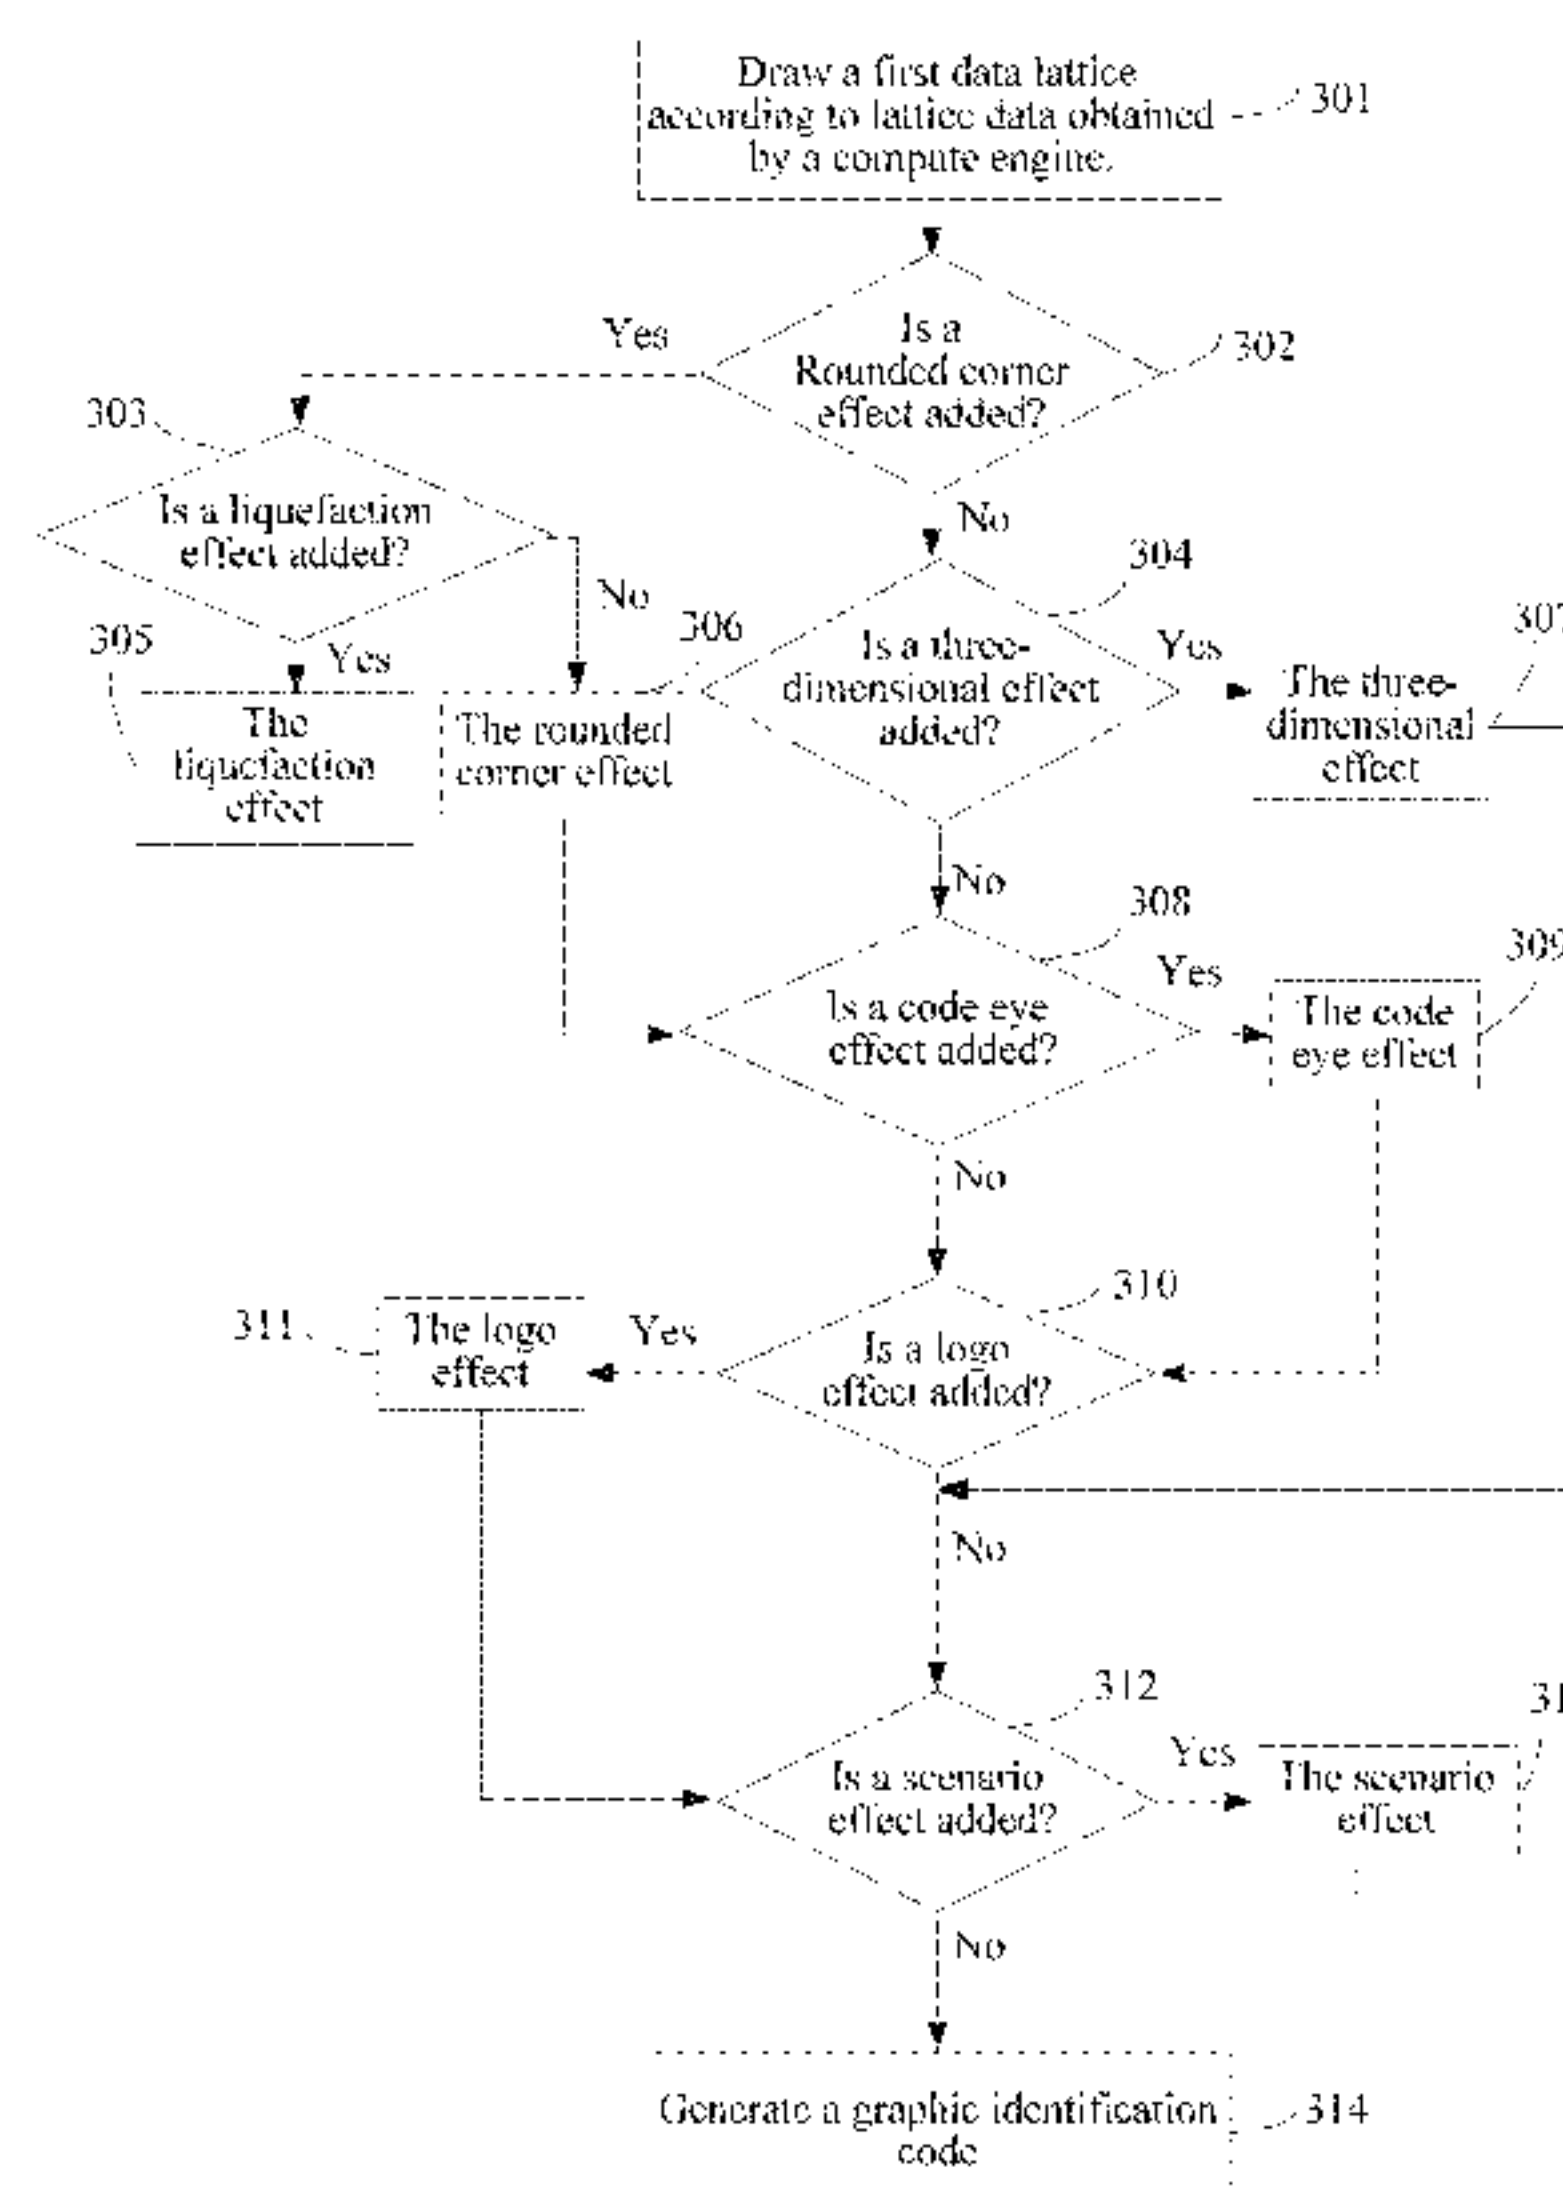 Draw a first data lattice
according to lattice data obtained
by a compute engine.
301
Is a
Rounded corner
effect added?
302
Yes
303
Is a liquefaction
effect added?
No
304
No
306
305
Yes
Is a three-
dimensional effect
added?
Yes
307
The three-
dimensional
effect
The
liquefaction
effect
The rounded
corner effect
No
308
Yes
309
Is a code eye
effect added?
The code
eye effect
No
310
311
The logo
effect
Yes
Is a logo
effect added?
No
312
31
Yes
Is a scenario
effect added?
The scenario
effect
No
Generate a graphic identification
code
314